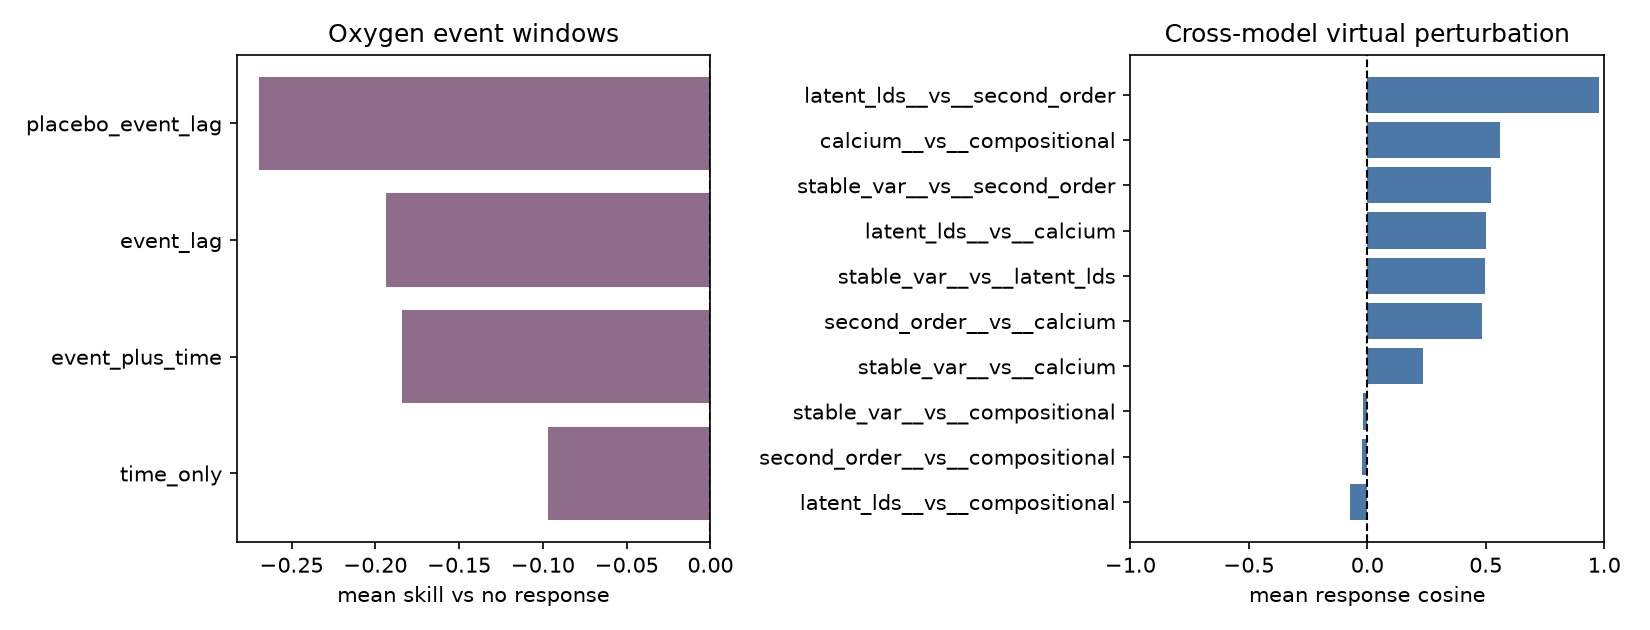 Oxygen event windows
placebo_event_lag
event_lag
event_plus_time
time_only
−0.25 −0.20 −0.15 −0.10 −0.05 0.00
mean skill vs no response
Cross-model virtual perturbation
latent_lds__vs__second_order
calcium__vs__compositional
stable_var__vs__second_order
latent_lds__vs__calcium
stable_var__vs__latent_lds
second_order__vs__calcium
stable_var__vs__calcium
stable_var__vs__compositional
second_order__vs__compositional
latent_lds__vs__compositional
−1.0 −0.5 0.0 0.5 1.0
mean response cosine